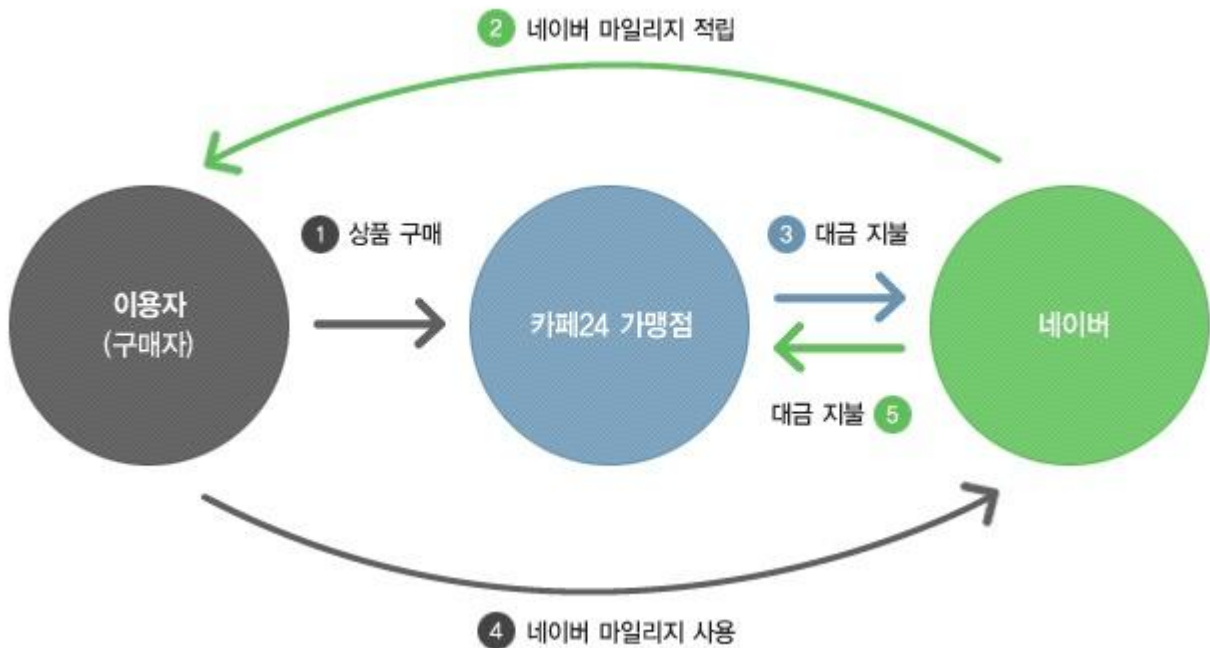 2 네이버 마일리지 적립
1 상품 구매
3 대금 지불
이용자
(구매자)
카페24 가맹점
네이버
대금 지불 5
4 네이버 마일리지 사용